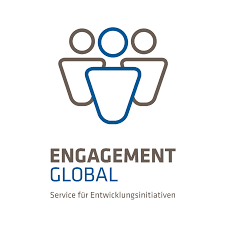 ENGAGEMENT
GLOBAL
Service für Entwicklungsinitiativen